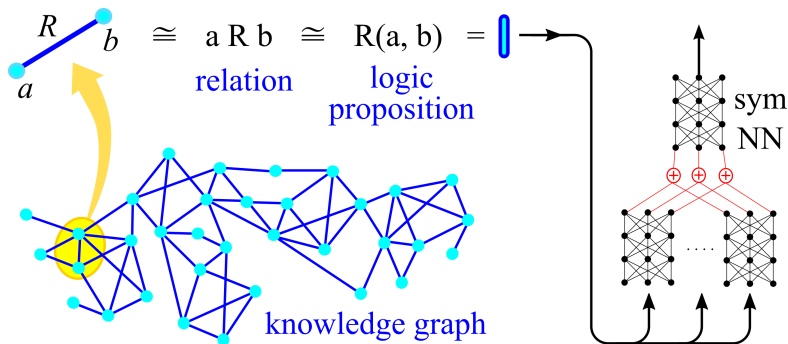 R
a
b
≅ a R b ≅ R(a, b) =
relation
logic
proposition
sym
NN
⊕ ⊕ ⊕
· · · ·
knowledge graph